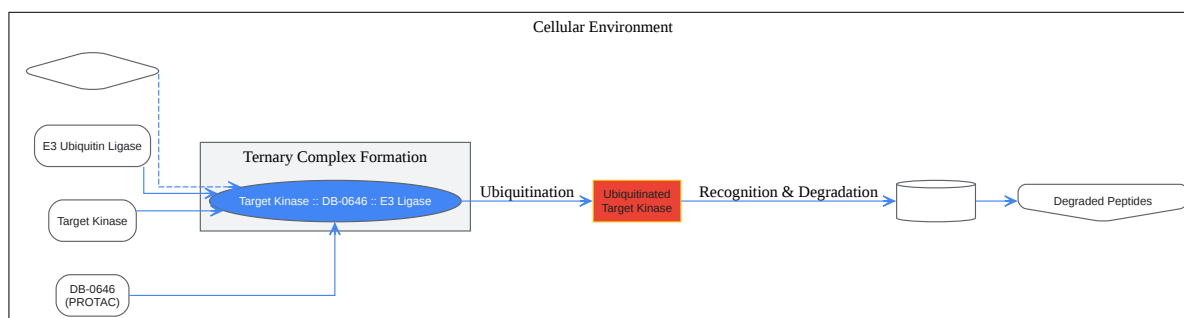 Cellular Environment
E3 Ubiquitin Ligase
Ternary Complex Formation
Target Kinase :: DB-0646 :: E3 Ligase
Ubiquitination
Ubiquitinated
Target Kinase
Recognition & Degradation
Degraded Peptides
Target Kinase
DB-0646
(PROTAC)